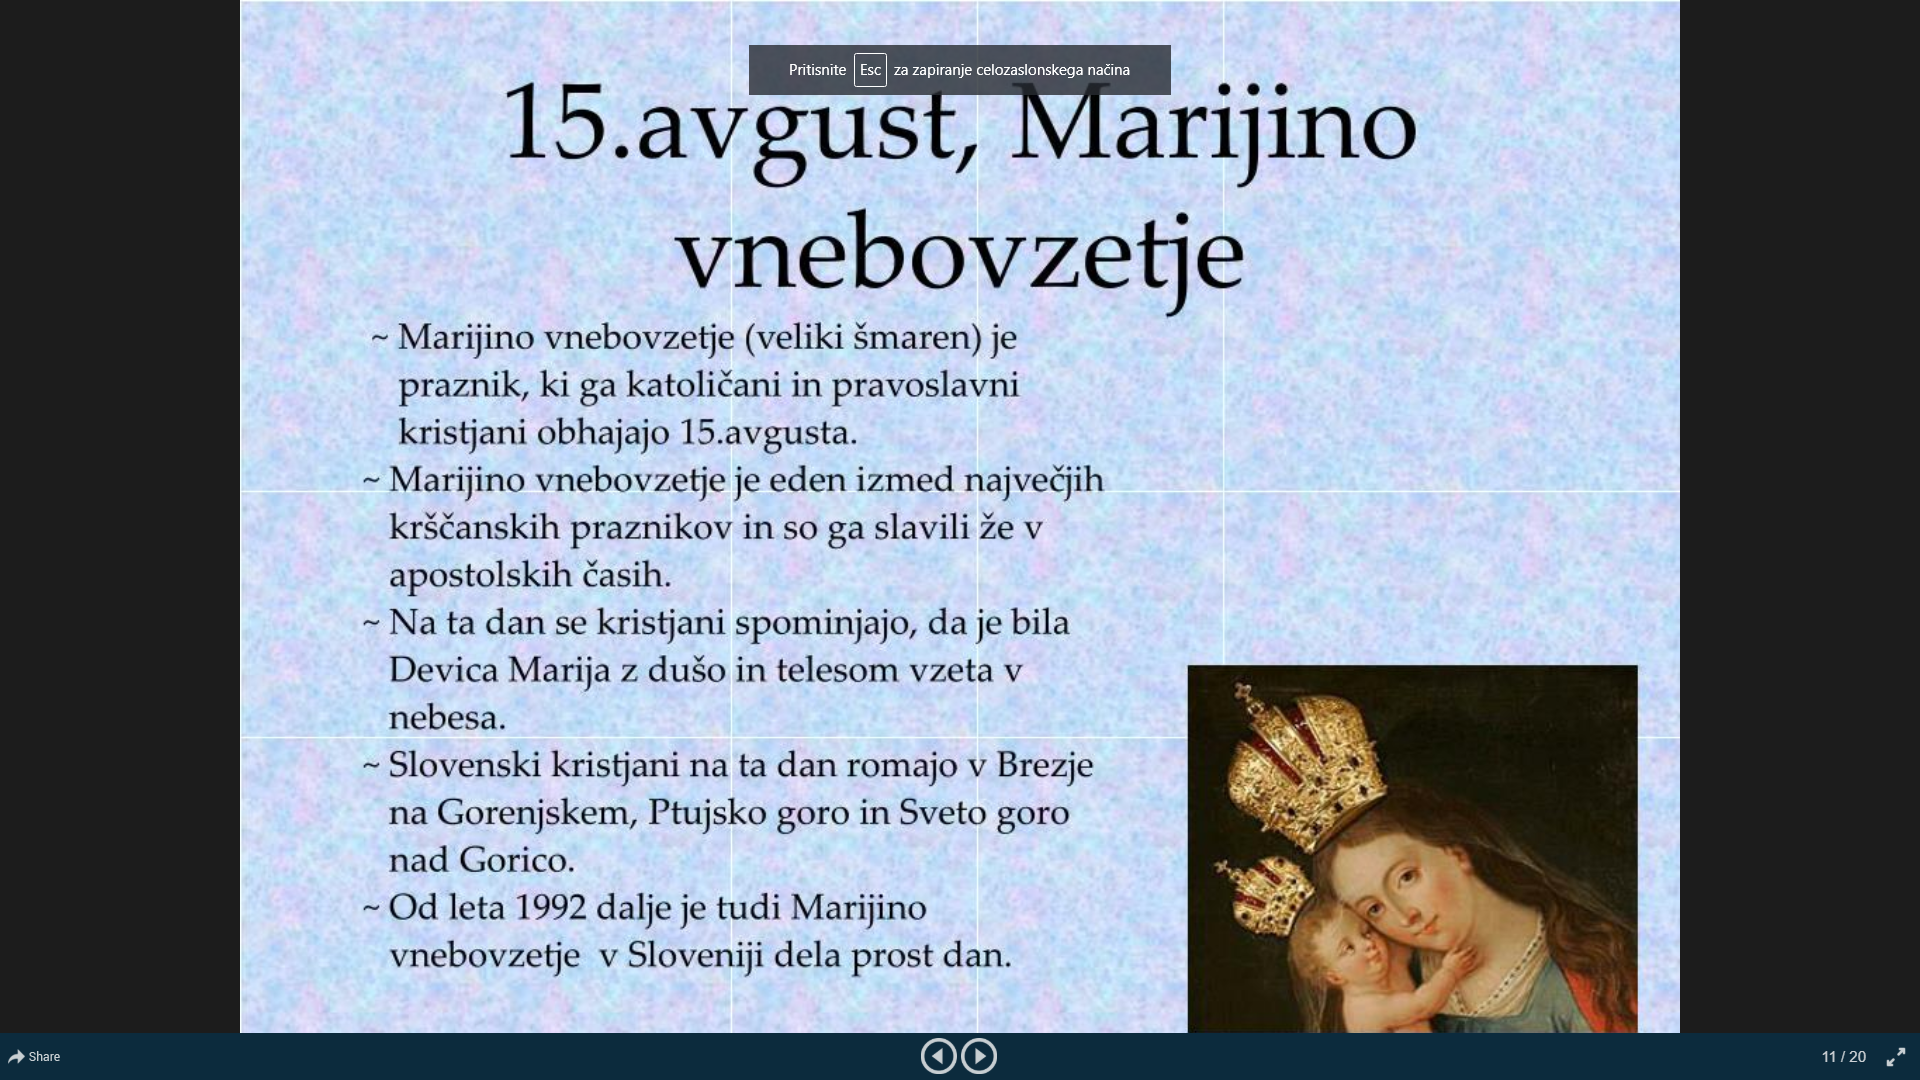 Pritisnite Esc za zapiranje celozaslonskega načina
15.avgust, Marijino
vnebovzetje
~ Marijino vnebovzetje (veliki šmaren) je
praznik, ki ga katoličani in pravoslavni
kristjani obhajajo 15.avgusta.
~ Marijino vnebovzetje je eden izmed največjih
krščanskih praznikov in so ga slavili že v
apostolskih časih.
~ Na ta dan se kristjani spominjajo, da je bila
Devica Marija z dušo in telesom vzeta v
nebesa.
~ Slovenski kristjani na ta dan romajo v Brezje
na Gorenjskem, Ptujsko goro in Sveto goro
nad Gorico.
~ Od leta 1992 dalje je tudi Marijino
vnebovzetje  v Sloveniji dela prost dan.
Share
11 / 20